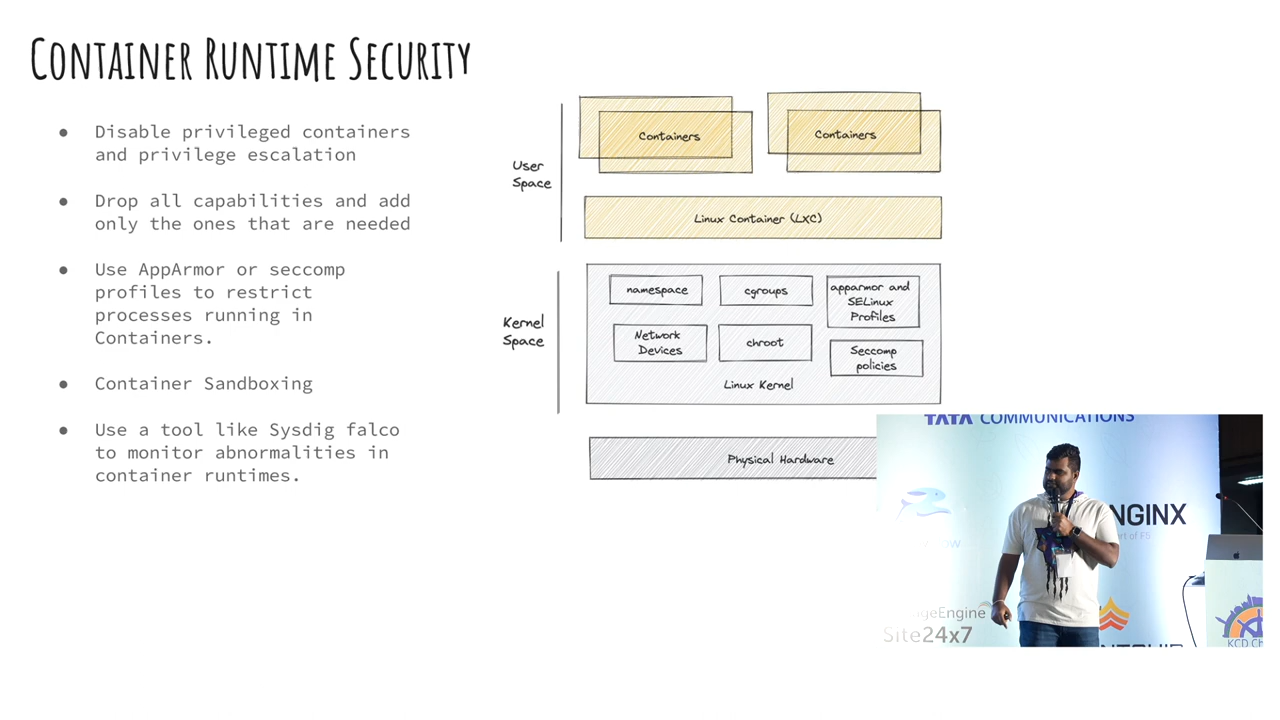 CONTAINER RUNTIME SECURITY
● Disable privileged containers
and privilege escalation
● Drop all capabilities and add
only the ones that are needed
● Use AppArmor or seccomp
profiles to restrict
processes running in
Containers.
● Container Sandboxing
● Use a tool like Sysdig falco
to monitor abnormalities in
container runtimes.
User
Space
Containers
Containers
Linux Container (LXC)
Kernel
Space
namespace
cgroups
apparmor and
SELinux
Profiles
Network
Devices
chroot
Seccomp
policies
Linux Kernel
Physical Hardware
TATA COMMUNICATIONS
NGINX
Site24x7
KCD